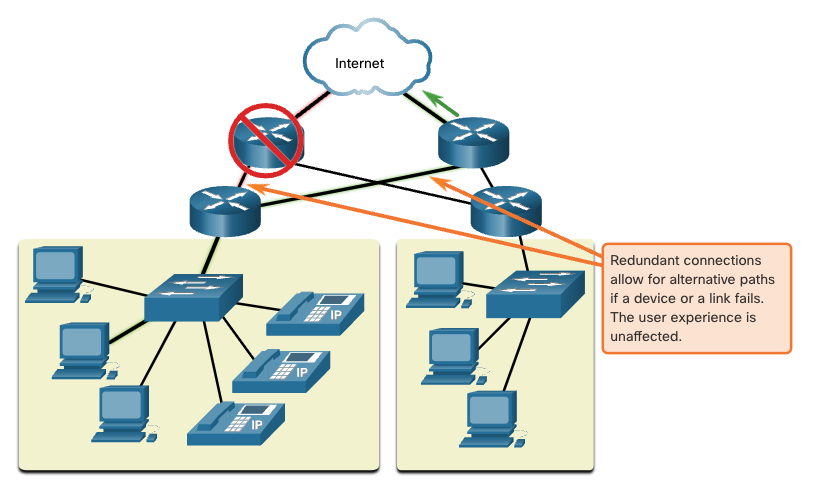 Internet
Redundant connections
allow for alternative paths
if a device or a link fails.
The user experience is
unaffected.
IP
IP
IP